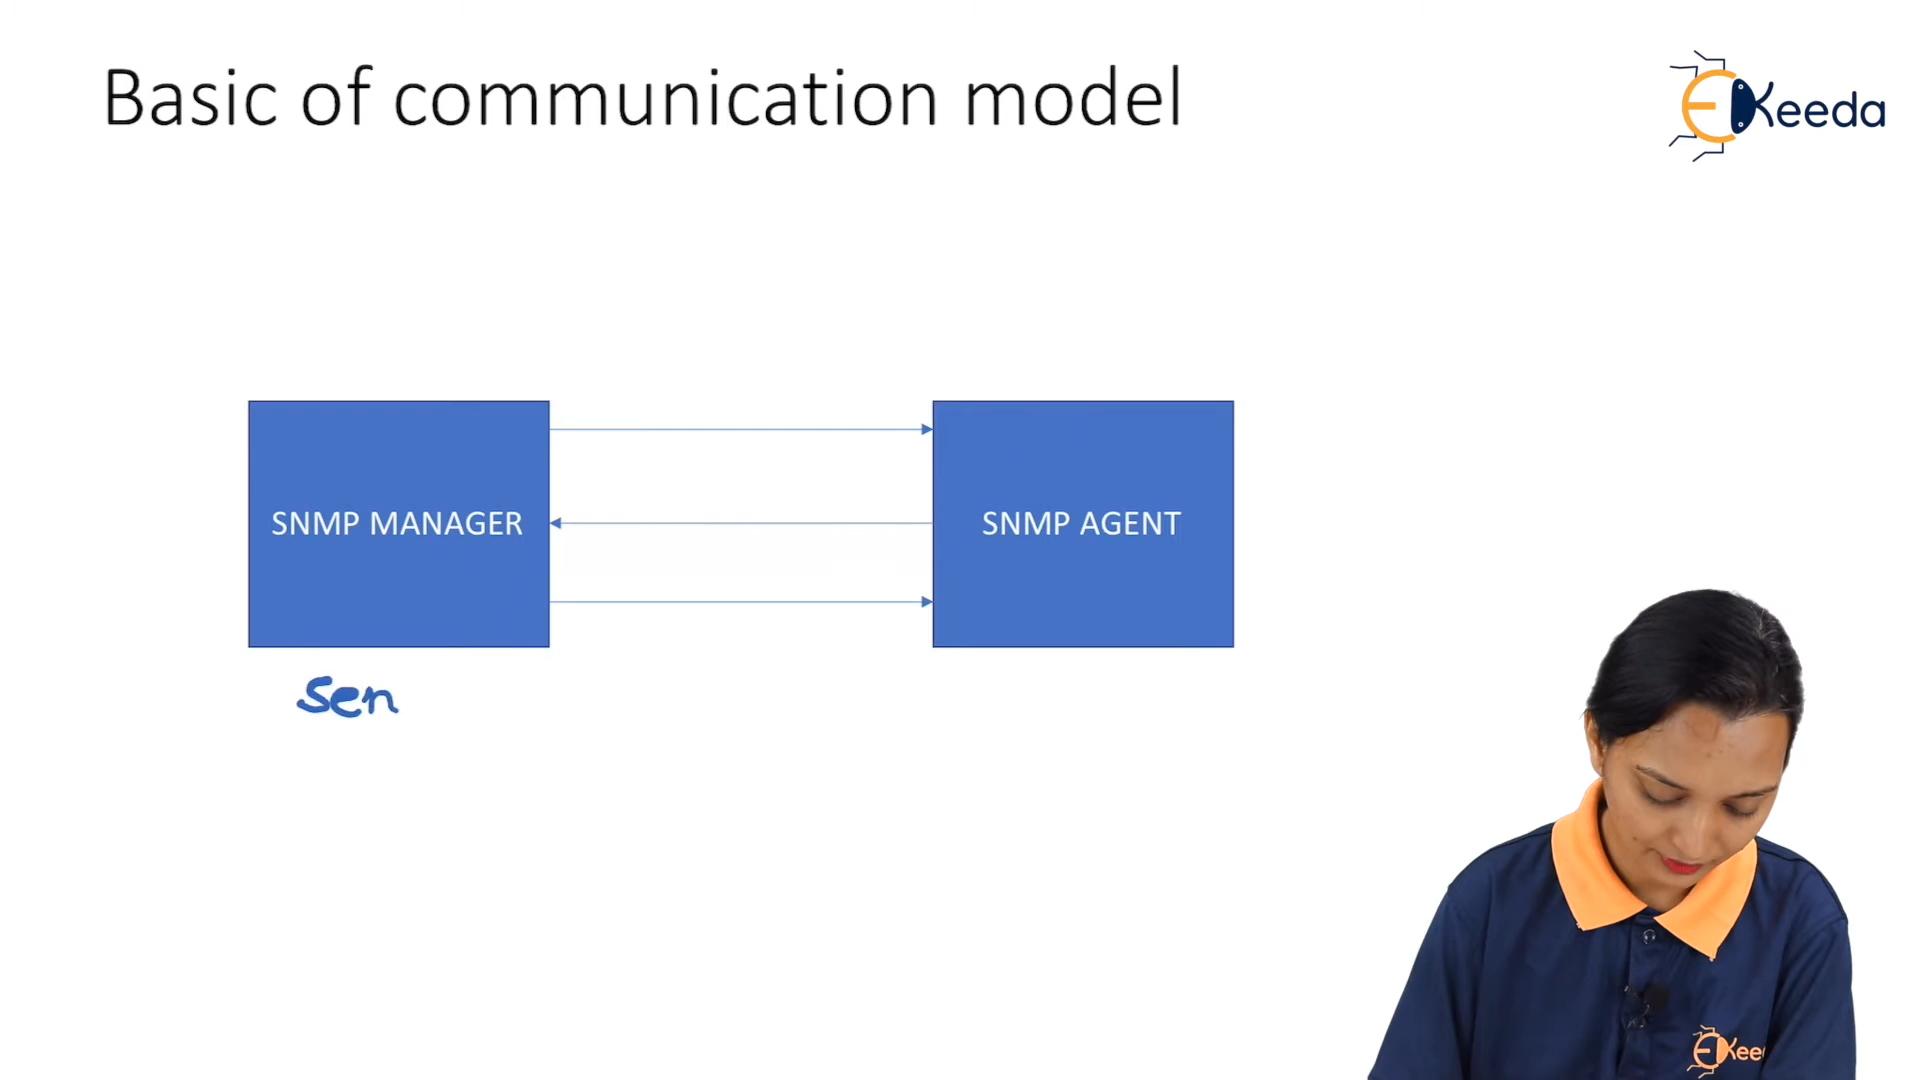 Basic of communication model
EKeeda
SNMP MANAGER
SNMP AGENT
Sen
EKee